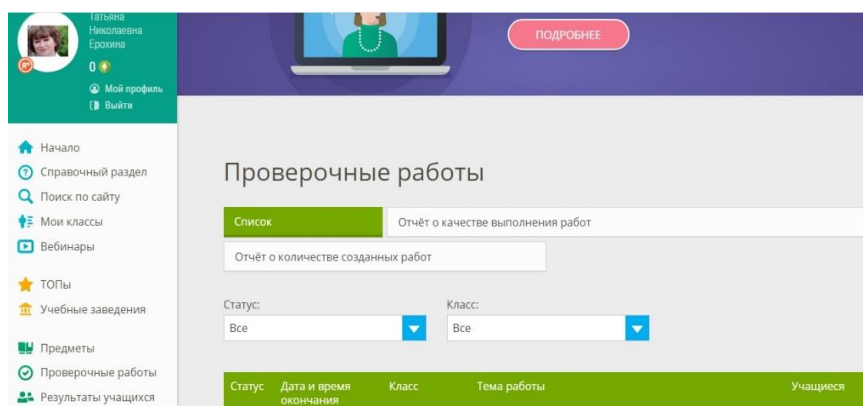 Татьяна
Николаевна
Ерохина
0
Мой профиль
Выйти
ПОДРОБНЕЕ
Начало
Справочный раздел
Поиск по сайту
Мои классы
Вебинары
ТОПы
Учебные заведения
Предметы
Проверочные работы
Результаты учащихся
Проверочные работы
Список
Отчёт о качестве выполнения работ
Отчёт о количестве созданных работ
Статус:
Класс:
Все
Все
Статус
Дата и время
окончания
Класс
Тема работы
Учащиеся